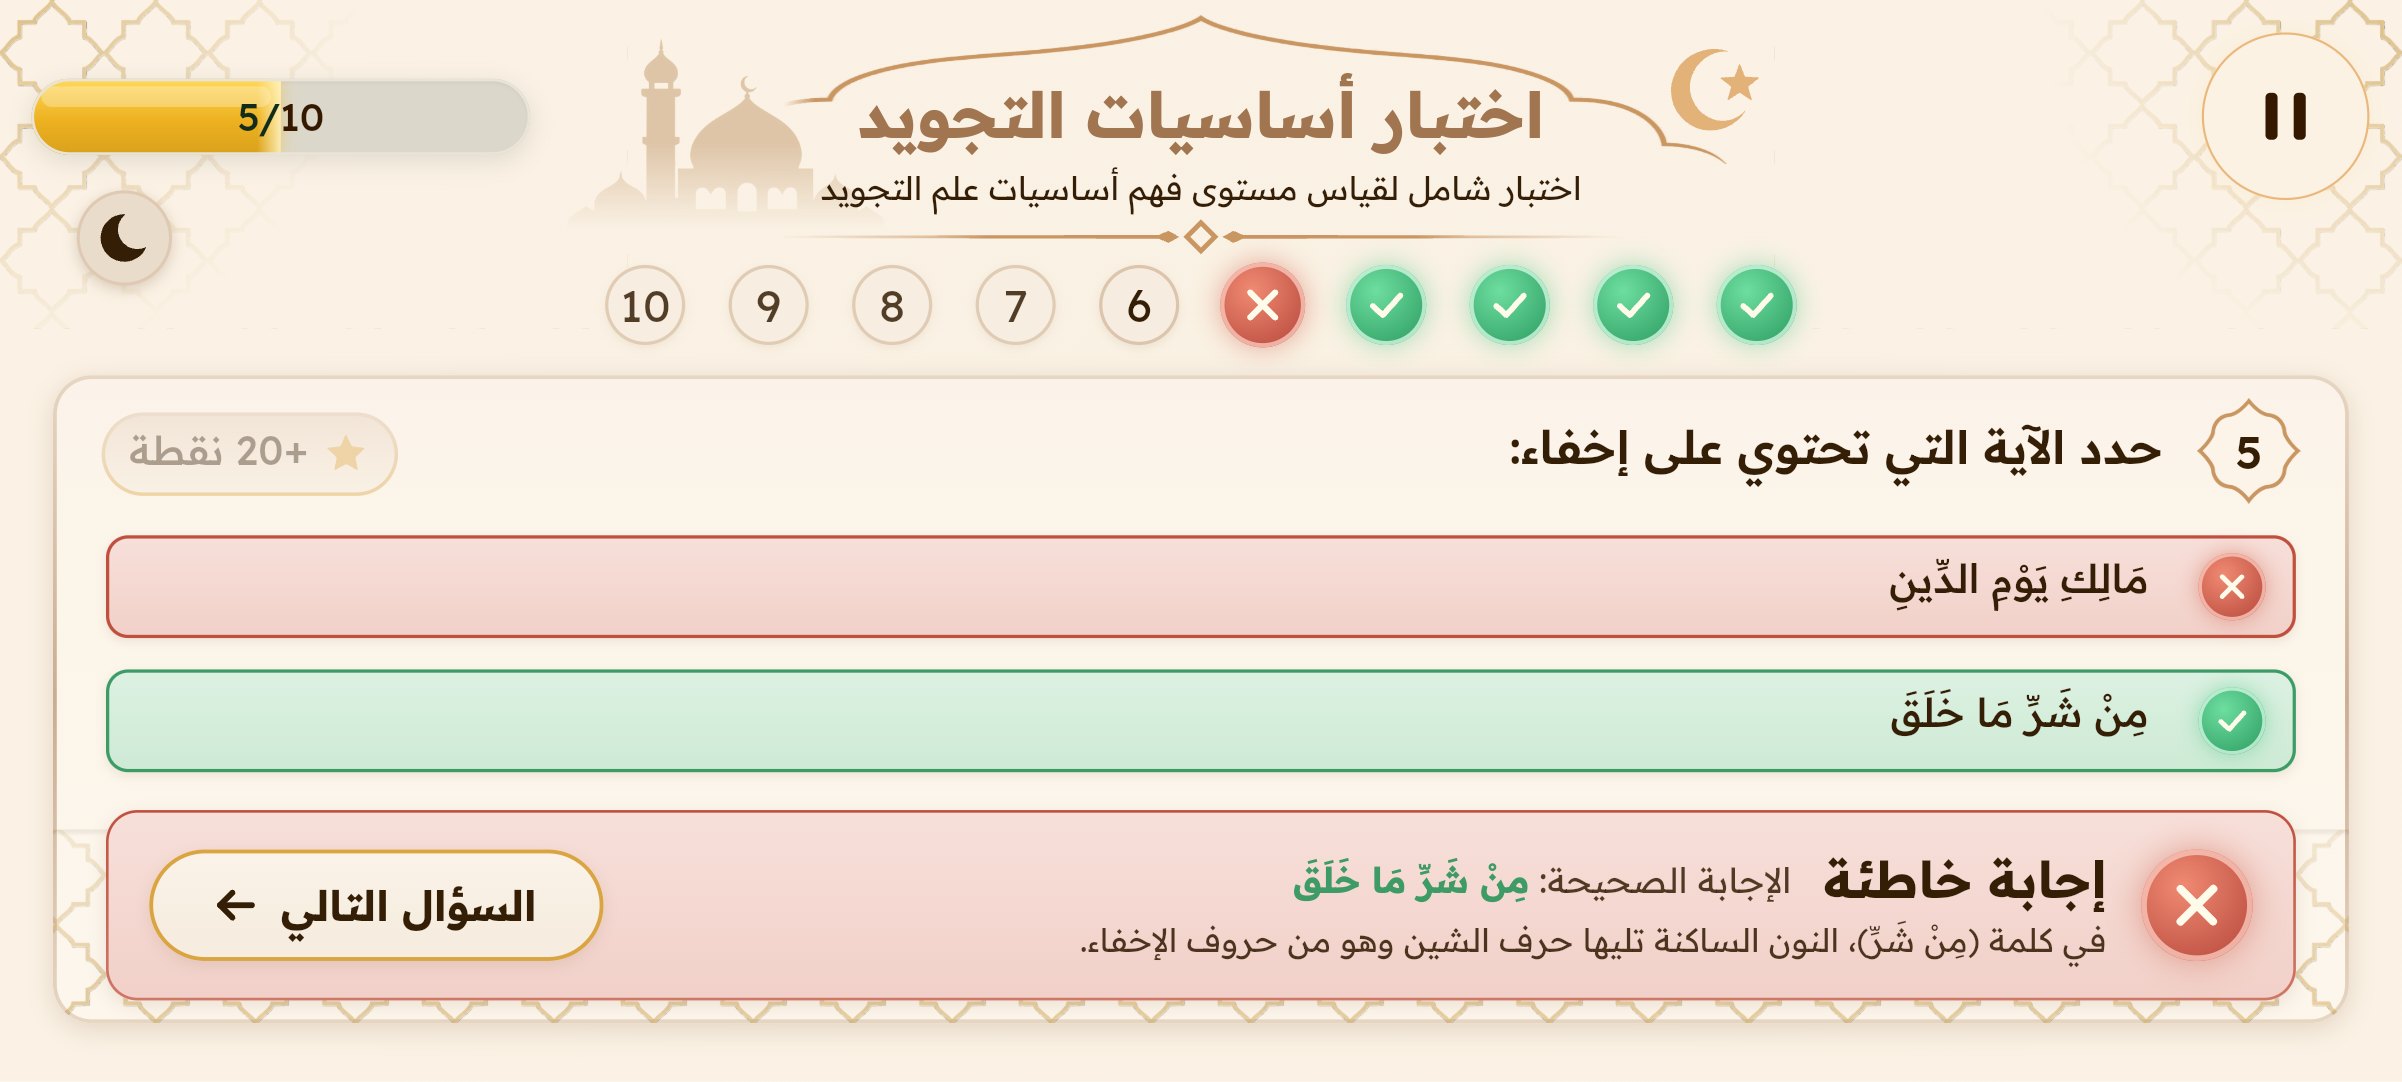 5/10
اختبار أساسيات التجويد
اختبار شامل لقياس مستوى فهم أساسيات علم التجويد
6 7 8 9 10
5 حدد الآية التي تحتوي على إخفاء:
+20 نقطة
مَالِكِ يَوْمِ الدِّينِ
مِنْ شَرِّ مَا خَلَقَ
إجابة خاطئة الإجابة الصحيحة: مِنْ شَرِّ مَا خَلَقَ
في كلمة (مِنْ شَرِّ)، النون الساكنة تليها حرف الشين وهو من حروف الإخفاء.
السؤال التالي ←